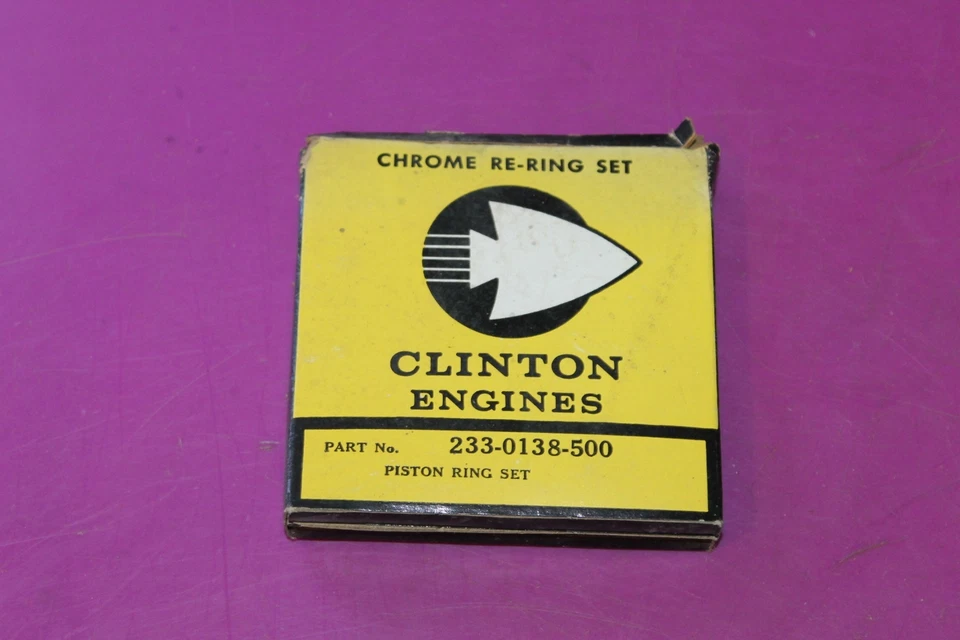 CHROME RE-RING SET
CLINTON
ENGINES
PART No. 233-0138-500
PISTON RING SET